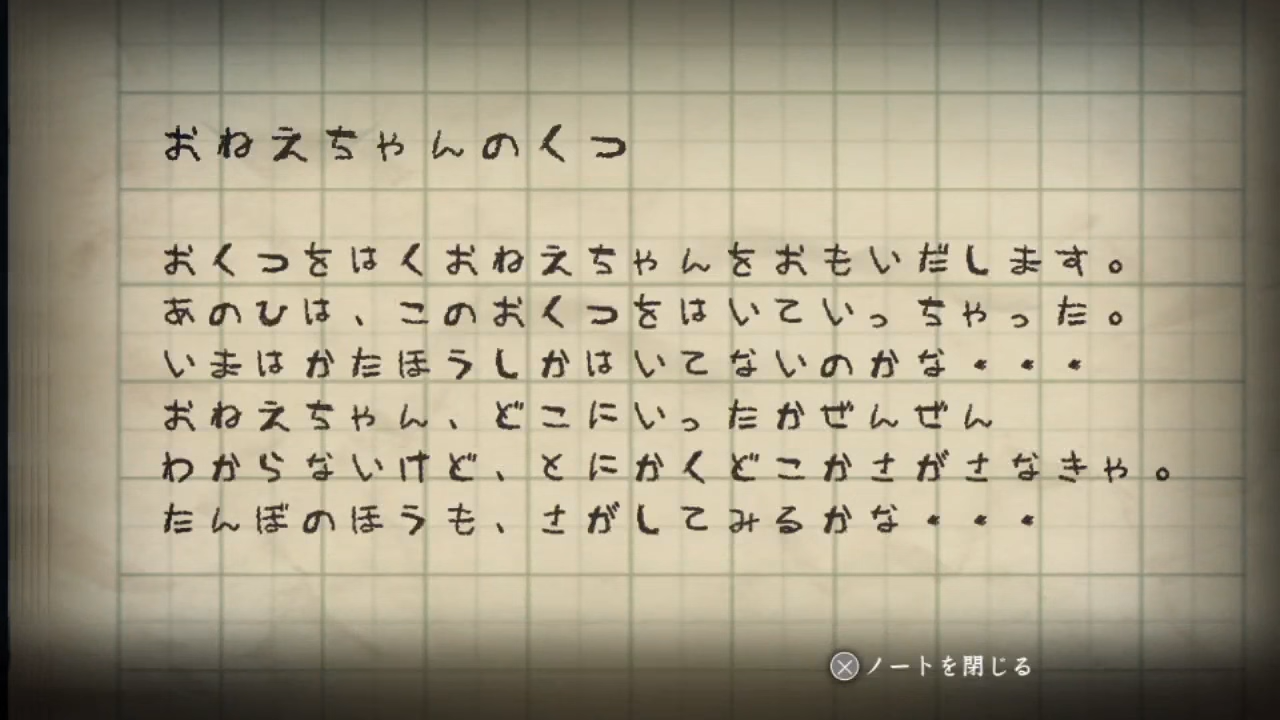 おねえちゃんのくつ
おくつをはくおねえちゃんをおもいだします。
あのひは、このおくつをはいていっちゃった。
いまはかたほうしかはいてないのかな・・・
おねえちゃん、どこにいったかぜんぜん
わからないけど、とにかくどこかさがさなきゃ。
たんぼのほうも、さがしてみるかな・・・
ノートを閉じる